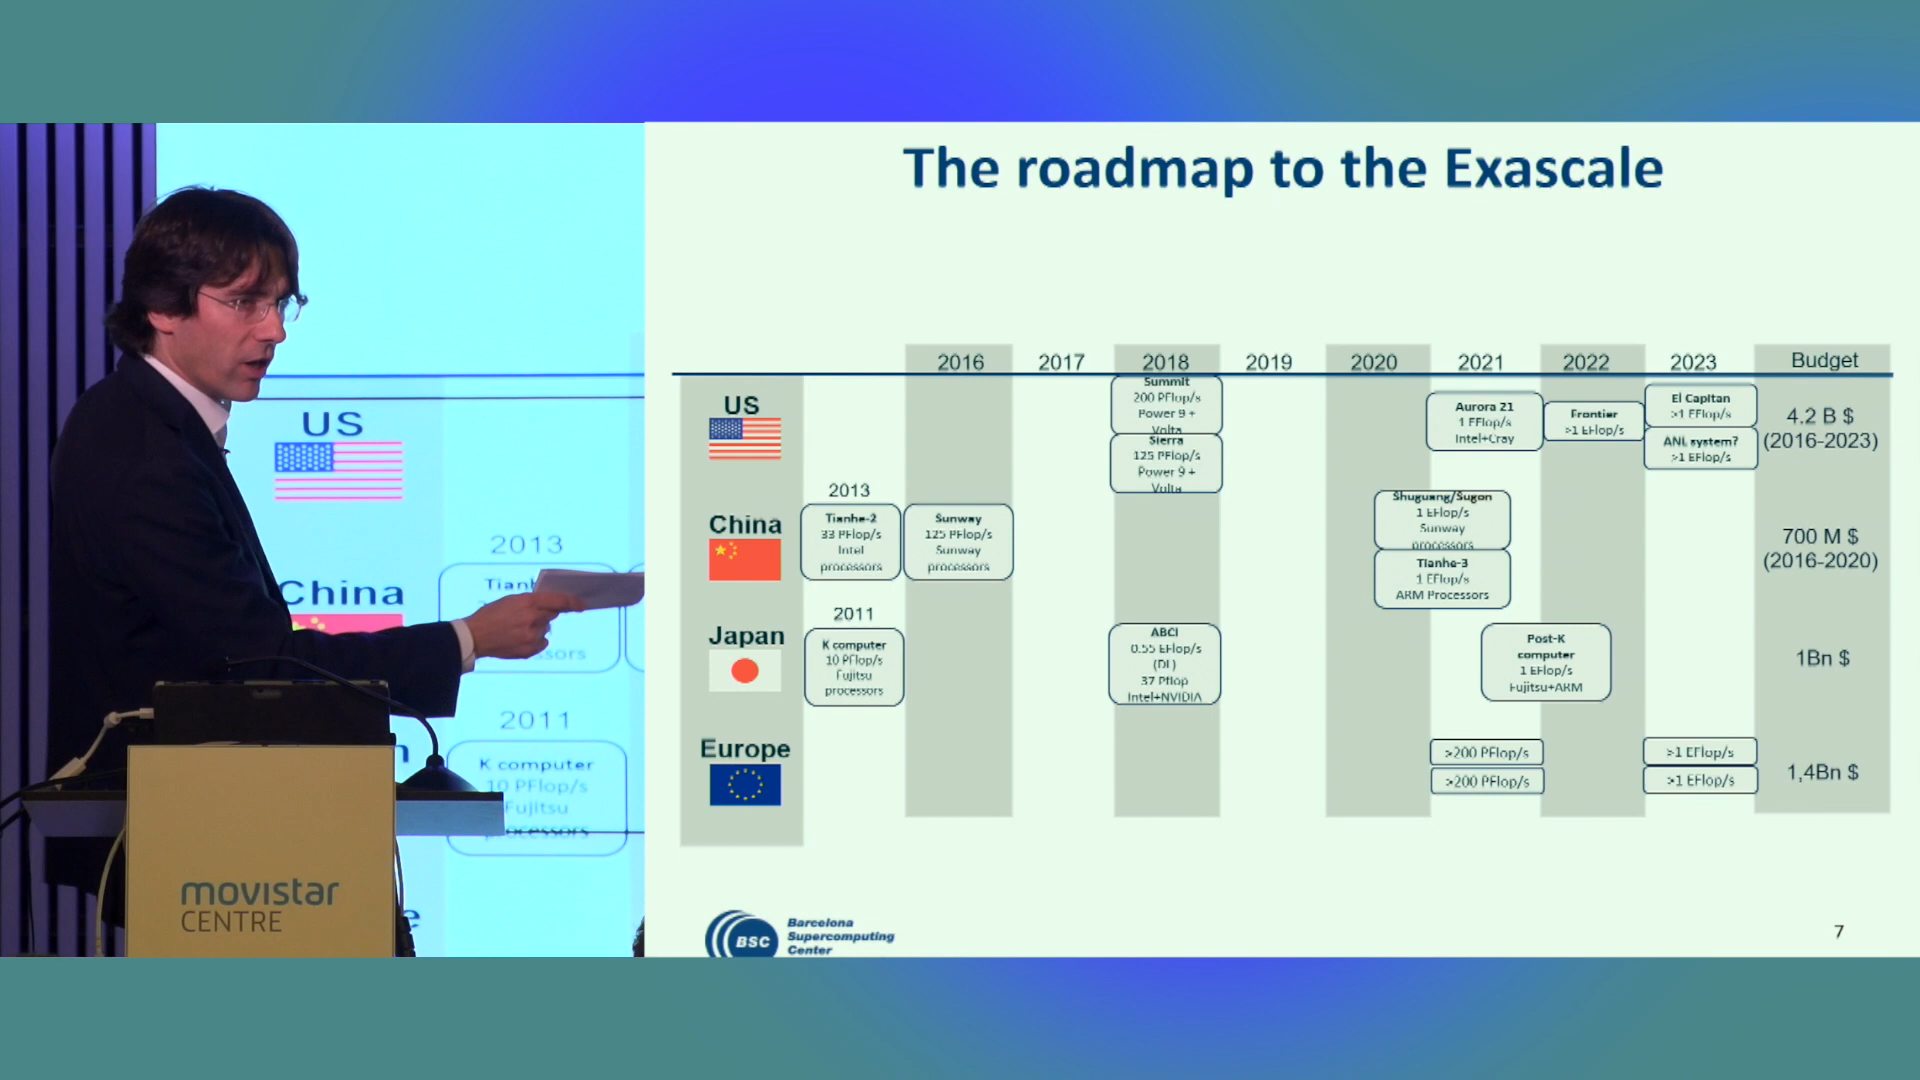 The roadmap to the Exascale
2016 2017 2018 2019 2020 2021 2022 2023 Budget
US
Summit
200 PFlop/s
Power 9 +
Volta
Sierra
125 PFlop/s
Power 9 +
Volta
Aurora 21
1 EFlop/s
Intel+Cray
Frontier
>1 EFlop/s
El Capitan
>1 EFlop/s
ANL system?
>1 EFlop/s
4.2 B $
(2016-2023)
China
2013
Tianhe-2
33 PFlop/s
Intel
processors
Sunway
125 PFlop/s
Sunway
processors
Shuguang/Sugon
1 EFlop/s
Sunway
processors
Tianhe-3
1 EFlop/s
ARM Processors
700 M $
(2016-2020)
Japan
2011
K computer
10 PFlop/s
Fujitsu
processors
ABCI
0.55 EFlop/s
(DL)
37 Pflop
Intel+NVIDIA
Post-K
computer
1 EFlop/s
Fujitsu+ARM
1Bn $
Europe
>200 PFlop/s
>200 PFlop/s
>1 EFlop/s
>1 EFlop/s
1,4Bn $
BSC
Barcelona
Supercomputing
Center
7
US
2013
China
2011
K computer
10 PFlop/s
Fujitsu
processors
movistar
CENTRE